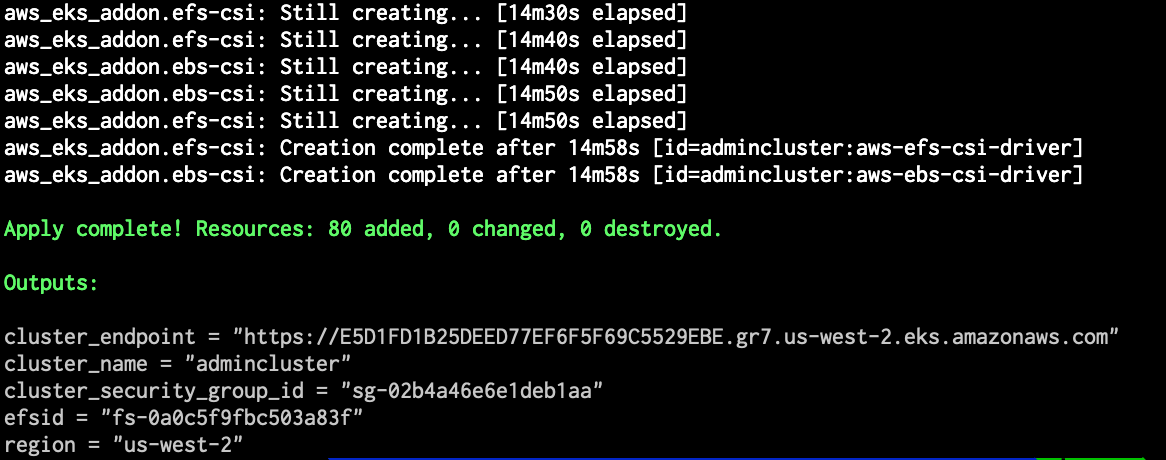 aws_eks_addon.efs-csi: Still creating... [14m30s elapsed]
aws_eks_addon.efs-csi: Still creating... [14m40s elapsed]
aws_eks_addon.ebs-csi: Still creating... [14m40s elapsed]
aws_eks_addon.ebs-csi: Still creating... [14m50s elapsed]
aws_eks_addon.efs-csi: Still creating... [14m50s elapsed]
aws_eks_addon.efs-csi: Creation complete after 14m58s [id=admincluster:aws-efs-csi-driver]
aws_eks_addon.ebs-csi: Creation complete after 14m58s [id=admincluster:aws-ebs-csi-driver]
Apply complete! Resources: 80 added, 0 changed, 0 destroyed.
Outputs:
cluster_endpoint = "https://E5D1FD1B25DEED77EF6F5F69C5529EBE.gr7.us-west-2.eks.amazonaws.com"
cluster_name = "admincluster"
cluster_security_group_id = "sg-02b4a46e6e1deb1aa"
efsid = "fs-0a0c5f9fbc503a83f"
region = "us-west-2"